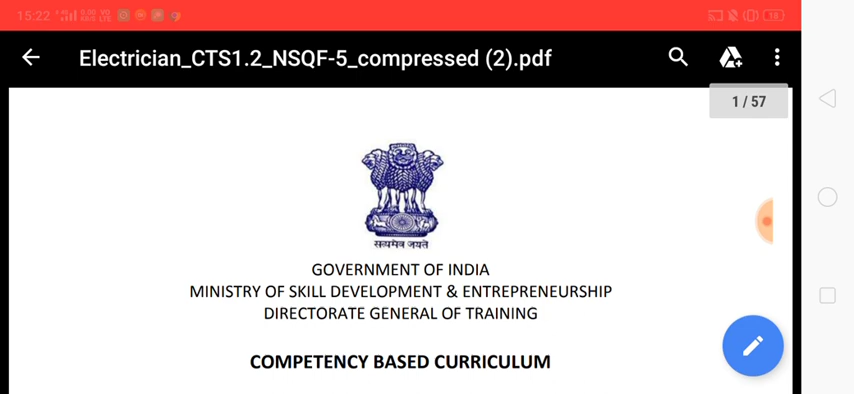 15:22
18
Electrician_CTS1.2_NSQF-5_compressed (2).pdf
1 / 57
सत्यमेव जयते
GOVERNMENT OF INDIA
MINISTRY OF SKILL DEVELOPMENT & ENTREPRENEURSHIP
DIRECTORATE GENERAL OF TRAINING
COMPETENCY BASED CURRICULUM